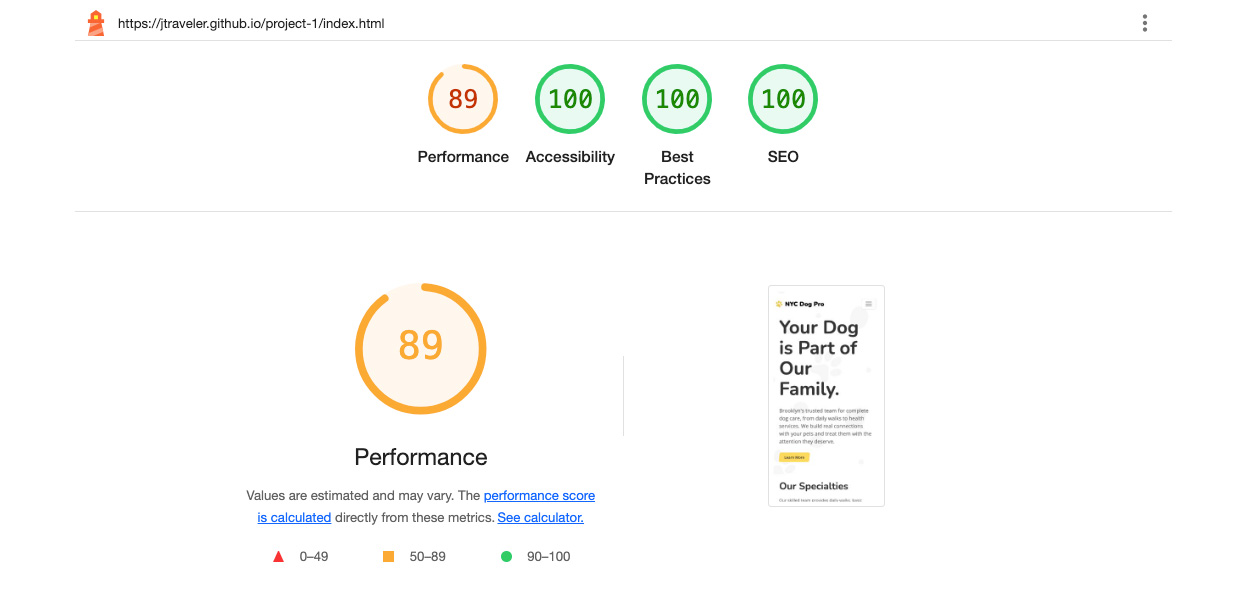 https://jtraveler.github.io/project-1/index.html
89
100
100
100
Performance
Accessibility
Best
Practices
SEO
89
Performance
Values are estimated and may vary. The performance score
is calculated directly from these metrics. See calculator.
0–49
50–89
90–100
NYC Dog Pro
Your Dog
is Part of
Our
Family.
Brooklyn's trusted team for complete
dog care, from daily walks to health
services. We build real connections
with your pets and treat them with the
attention they deserve.
Learn More
Our Specialties